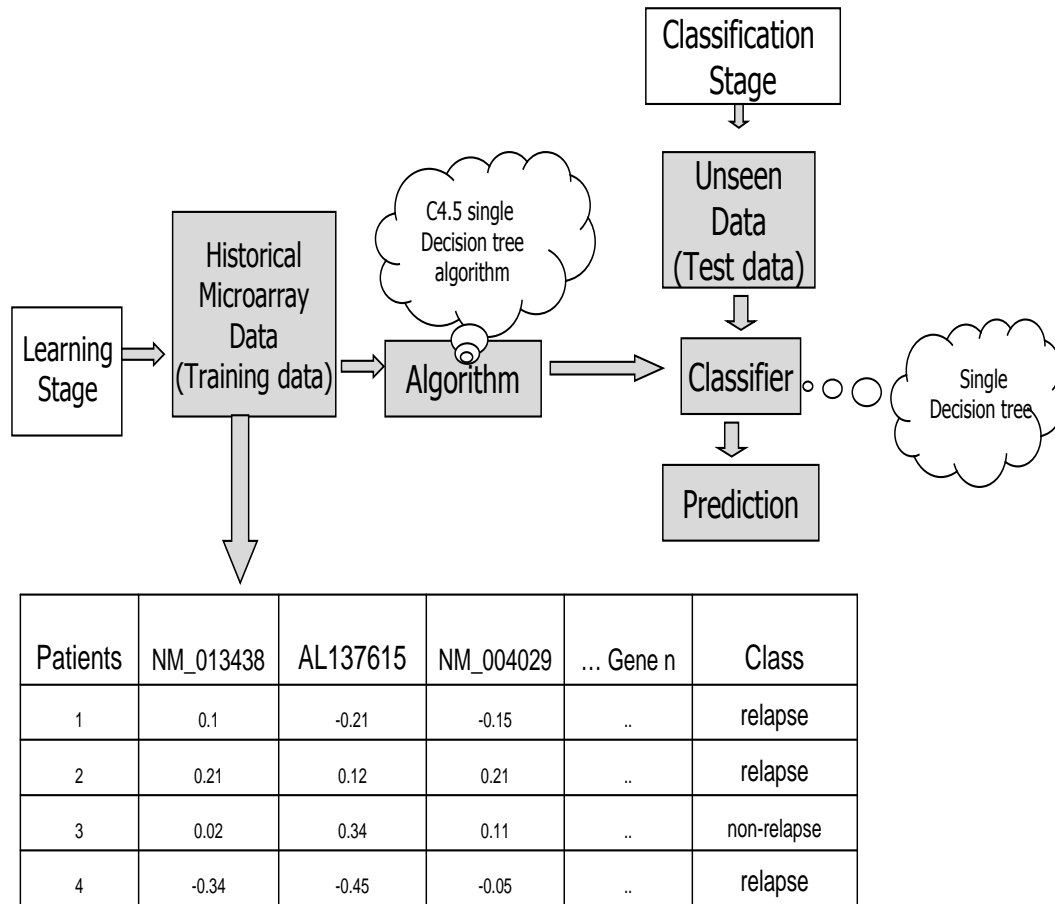 Classification
Stage
Unseen
Data
(Test data)
C4.5 single
Decision tree
algorithm
Historical
Microarray
Data
(Training data)
Learning
Stage
Algorithm
Classifier
Single
Decision tree
Prediction
Patients NM_013438 AL137615 NM_004029 ... Gene n Class
1 0.1 -0.21 -0.15 .. relapse
2 0.21 0.12 0.21 .. relapse
3 0.02 0.34 0.11 .. non-relapse
4 -0.34 -0.45 -0.05 .. relapse